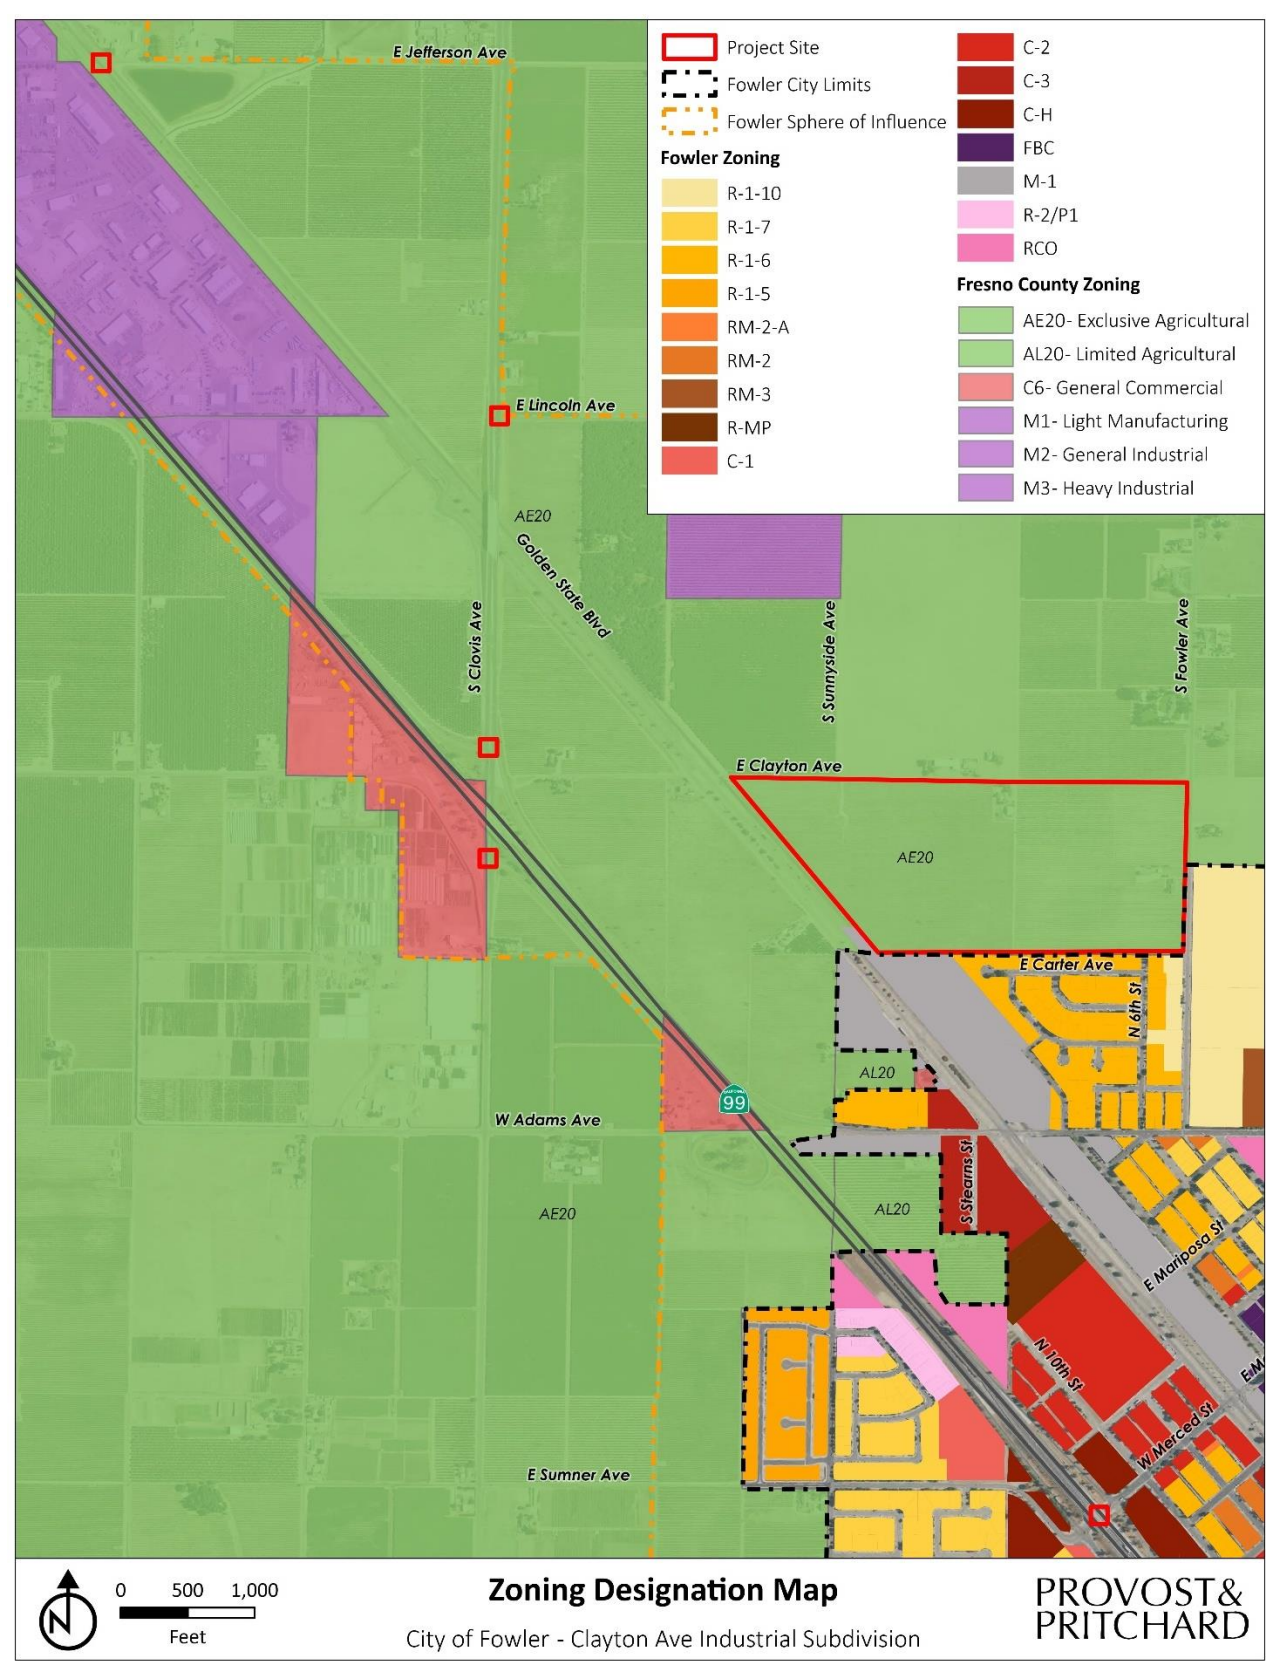 E Jefferson Ave
Project Site
Fowler City Limits
Fowler Sphere of Influence
Fowler Zoning
R-1-10
R-1-7
R-1-6
R-1-5
RM-2-A
RM-2
RM-3
R-MP
C-1
C-2
C-3
C-H
FBC
M-1
R-2/P1
RCO
Fresno County Zoning
AE20- Exclusive Agricultural
AL20- Limited Agricultural
C6- General Commercial
M1- Light Manufacturing
M2- General Industrial
M3- Heavy Industrial
E Lincoln Ave
AE20
Golden State Blvd
S Clovis Ave
S Sunnyside Ave
S Fowler Ave
E Clayton Ave
AE20
E Carter Ave
N 6th St
AL20
CALIFORNIA
99
W Adams Ave
S Stearns St
AL20
AE20
E Mariposa St
N 10th St
E M
W Merced St
E Sumner Ave
N
0 500 1,000
Feet
Zoning Designation Map
City of Fowler - Clayton Ave Industrial Subdivision
PROVOST&
PRITCHARD